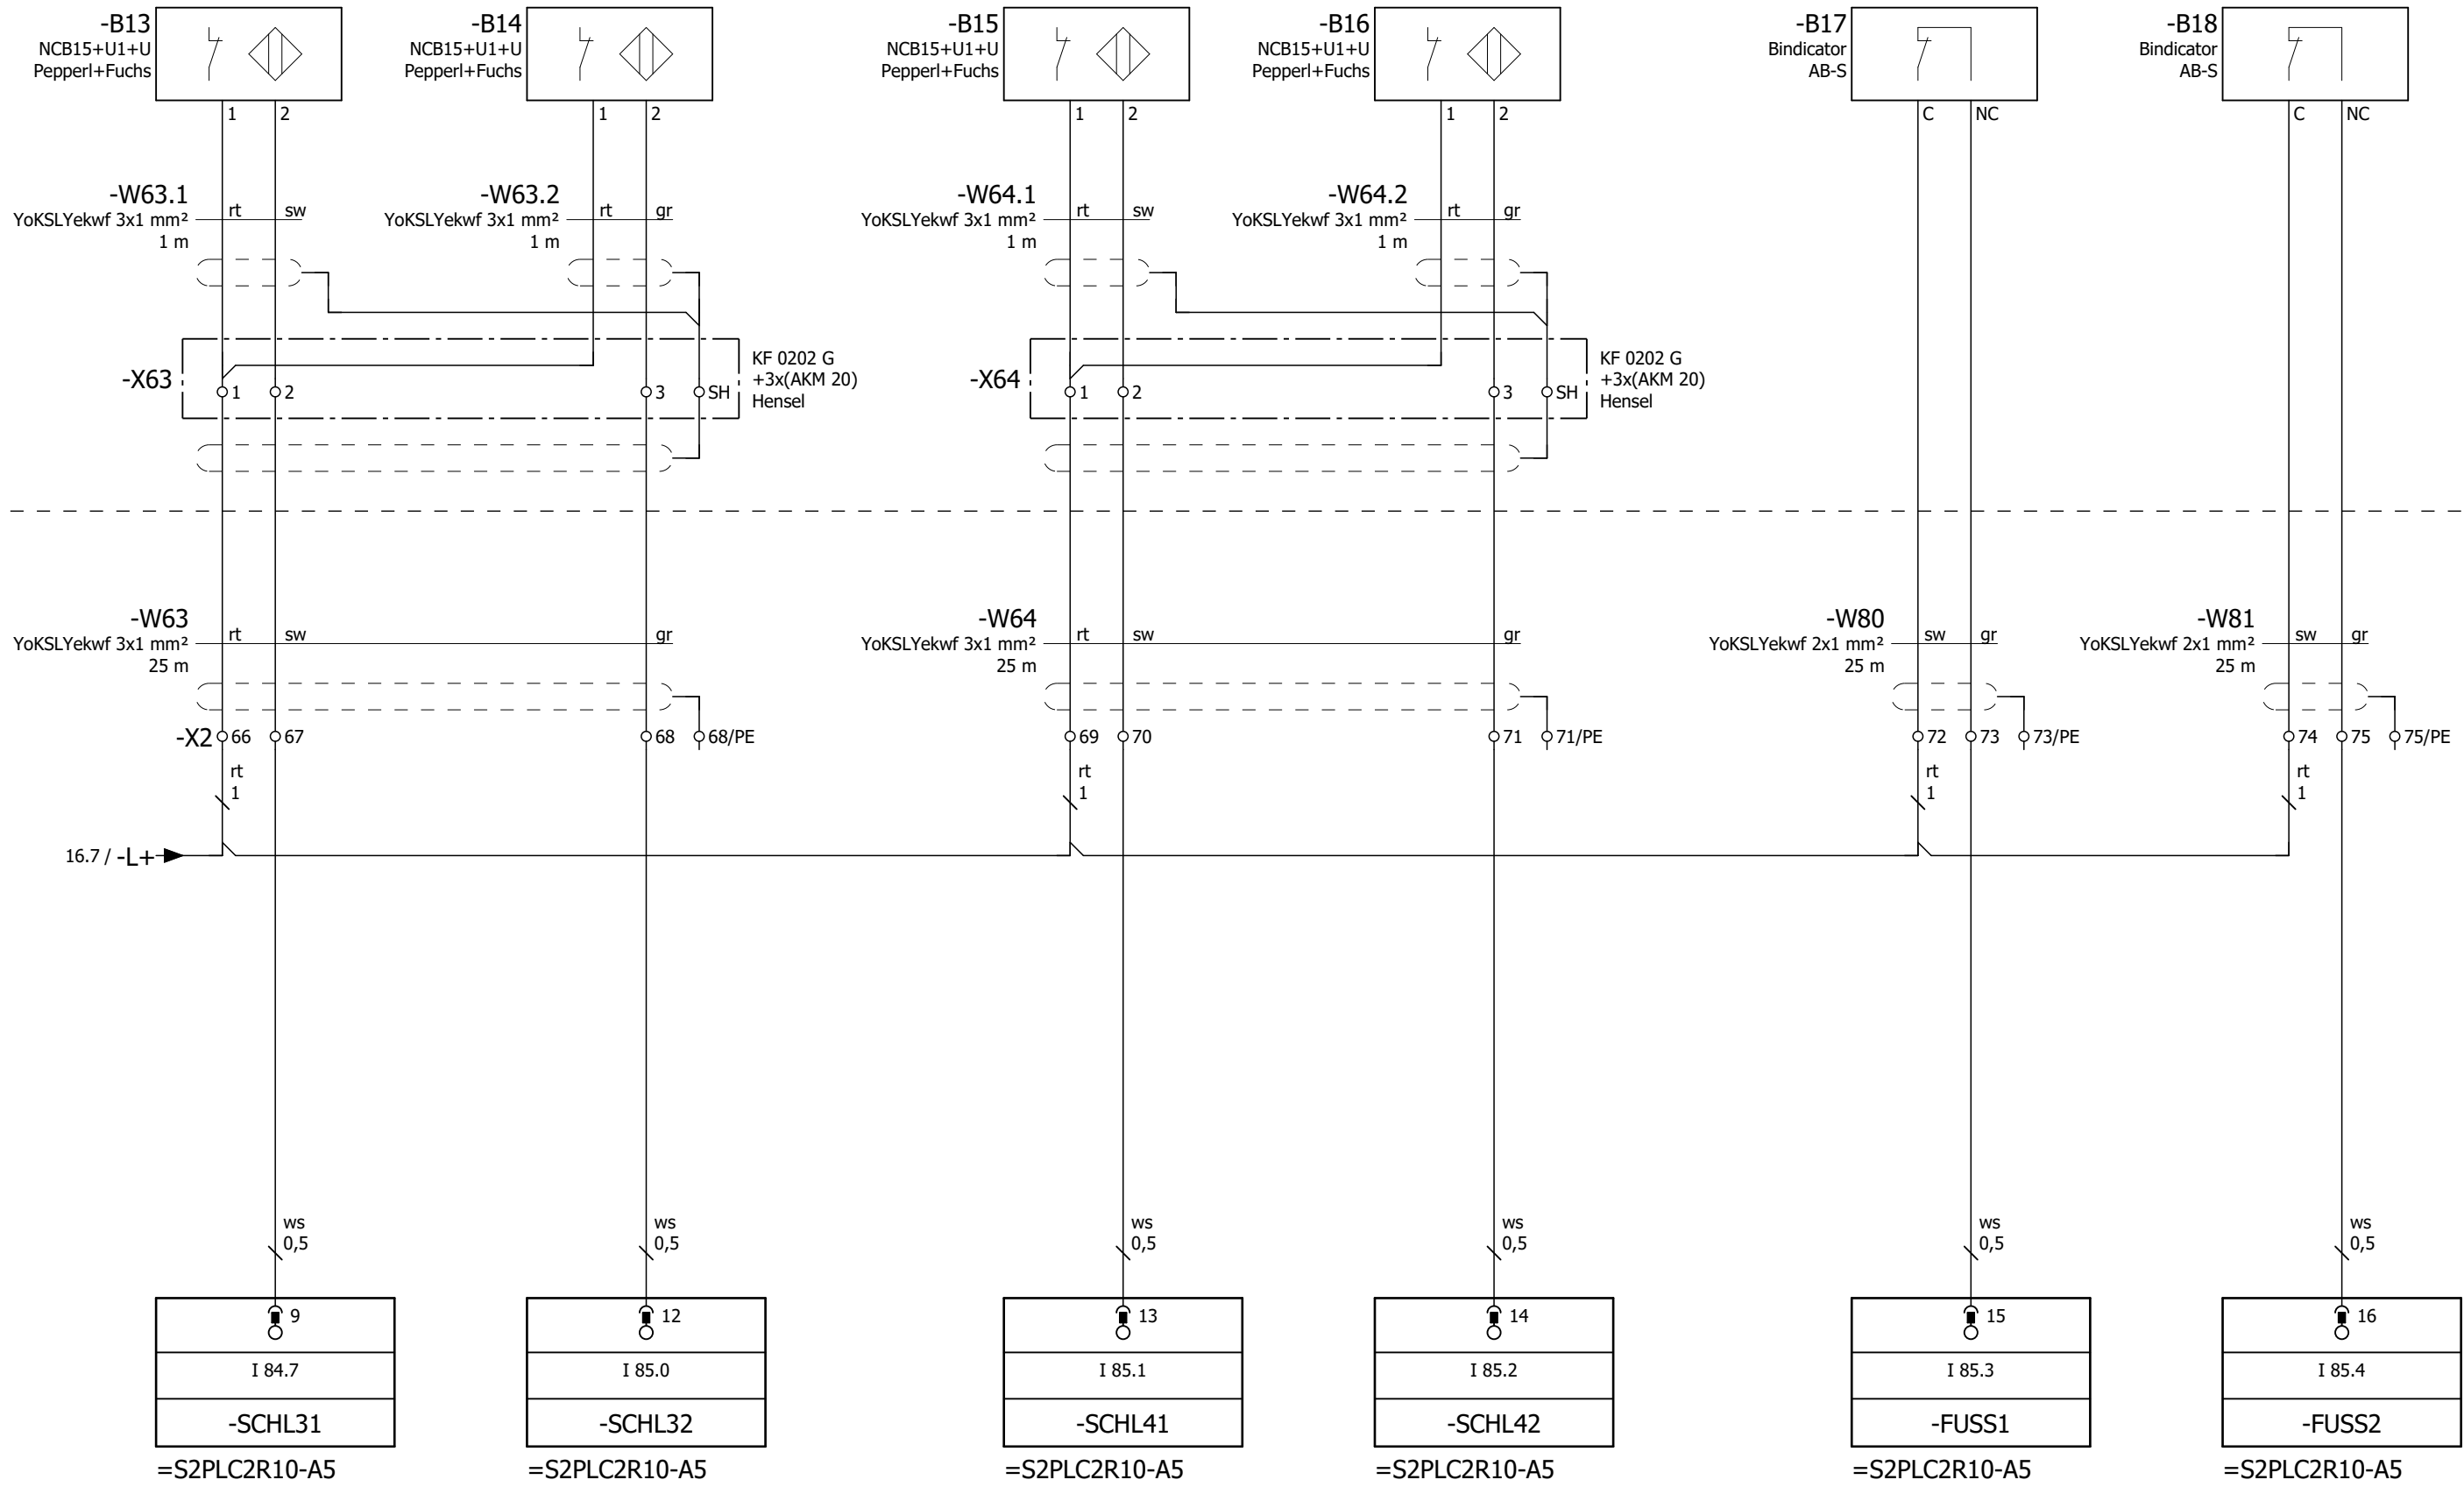 -B13
NCB15+U1+U
Pepperl+Fuchs
-B14
NCB15+U1+U
Pepperl+Fuchs
-B15
NCB15+U1+U
Pepperl+Fuchs
-B16
NCB15+U1+U
Pepperl+Fuchs
-B17
Bindicator
AB-S
-B18
Bindicator
AB-S
1 2 1 2 1 2 1 2 C NC C NC
-W63.1
YoKSLYekwf 3x1 mm²
1 m
rt sw
-W63.2
YoKSLYekwf 3x1 mm²
1 m
rt gr
-W64.1
YoKSLYekwf 3x1 mm²
1 m
rt sw
-W64.2
YoKSLYekwf 3x1 mm²
1 m
rt gr
-X63
1 2 3 SH
KF 0202 G
+3x(AKM 20)
Hensel
-X64
1 2 3 SH
KF 0202 G
+3x(AKM 20)
Hensel
-W63
YoKSLYekwf 3x1 mm²
25 m
rt sw gr
-W64
YoKSLYekwf 3x1 mm²
25 m
rt sw gr
-W80
YoKSLYekwf 2x1 mm²
25 m
sw gr
-W81
YoKSLYekwf 2x1 mm²
25 m
sw gr
-X2 66 67 68 68/PE 69 70 71 71/PE 72 73 73/PE 74 75 75/PE
rt rt rt rt
1 1 1 1
16.7 / -L+
ws ws ws ws ws ws
0,5 0,5 0,5 0,5 0,5 0,5
9 12 13 14 15 16
I 84.7 I 85.0 I 85.1 I 85.2 I 85.3 I 85.4
-SCHL31 -SCHL32 -SCHL41 -SCHL42 -FUSS1 -FUSS2
=S2PLC2R10-A5 =S2PLC2R10-A5 =S2PLC2R10-A5 =S2PLC2R10-A5 =S2PLC2R10-A5 =S2PLC2R10-A5